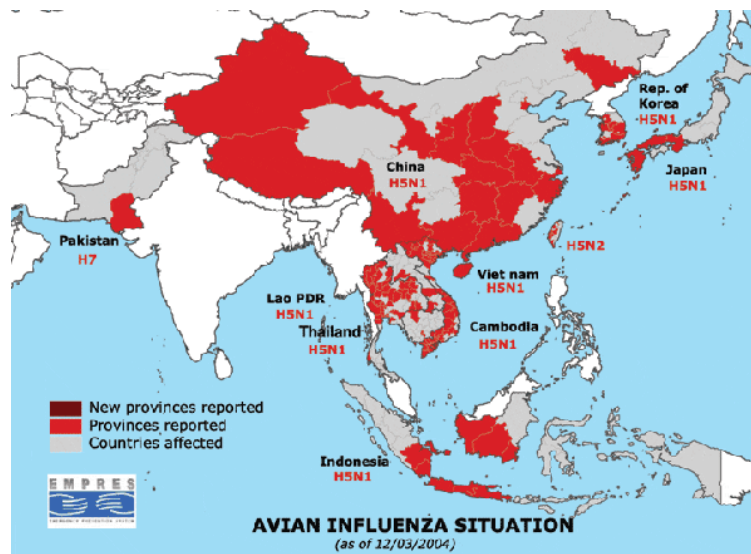 Rep. of
Korea
H5N1
China
H5N1
Japan
H5N1
Pakistan
H7
H5N2
Viet nam
H5N1
Lao PDR
H5N1
Thailand
H5N1
Cambodia
H5N1
New provinces reported
Provinces reported
Countries affected
Indonesia
H5N1
EMPRES
AVIAN INFLUENZA SITUATION
(as of 12/03/2004)